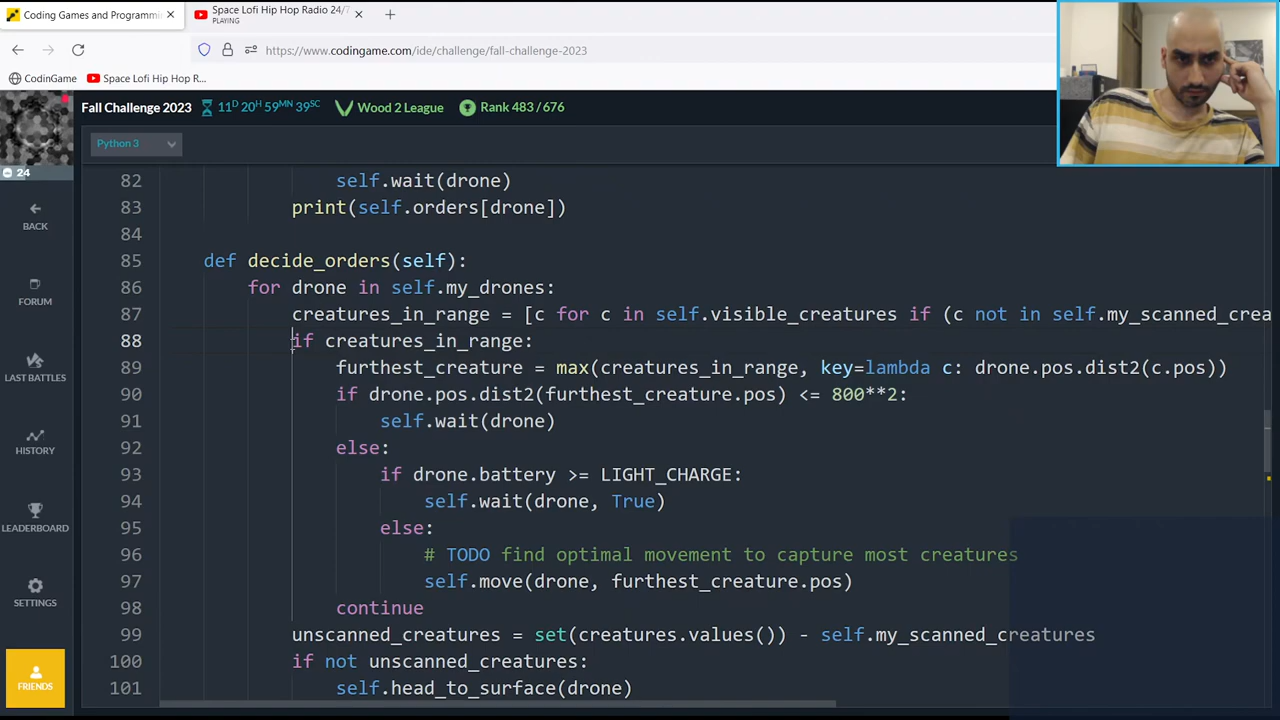 Coding Games and Programmin
Space Lofi Hip Hop Radio 24/7
PLAYING
https://www.codingame.com/ide/challenge/fall-challenge-2023
CodinGame
Space Lofi Hip Hop R...
Fall Challenge 2023
11D 20H 59MN 39SC
Wood 2 League
Rank 483 / 676
Python 3
24
BACK
FORUM
LAST BATTLES
HISTORY
LEADERBOARD
SETTINGS
FRIENDS
82 self.wait(drone)
83 print(self.orders[drone])
84
85 def decide_orders(self):
86 for drone in self.my_drones:
87 creatures_in_range = [c for c in self.visible_creatures if (c not in self.my_scanned_crea
88 if creatures_in_range:
89 furthest_creature = max(creatures_in_range, key=lambda c: drone.pos.dist2(c.pos))
90 if drone.pos.dist2(furthest_creature.pos) <= 800**2:
91 self.wait(drone)
92 else:
93 if drone.battery >= LIGHT_CHARGE:
94 self.wait(drone, True)
95 else:
96 # TODO find optimal movement to capture most creatures
97 self.move(drone, furthest_creature.pos)
98 continue
99 unscanned_creatures = set(creatures.values()) - self.my_scanned_creatures
100 if not unscanned_creatures:
101 self.head_to_surface(drone)